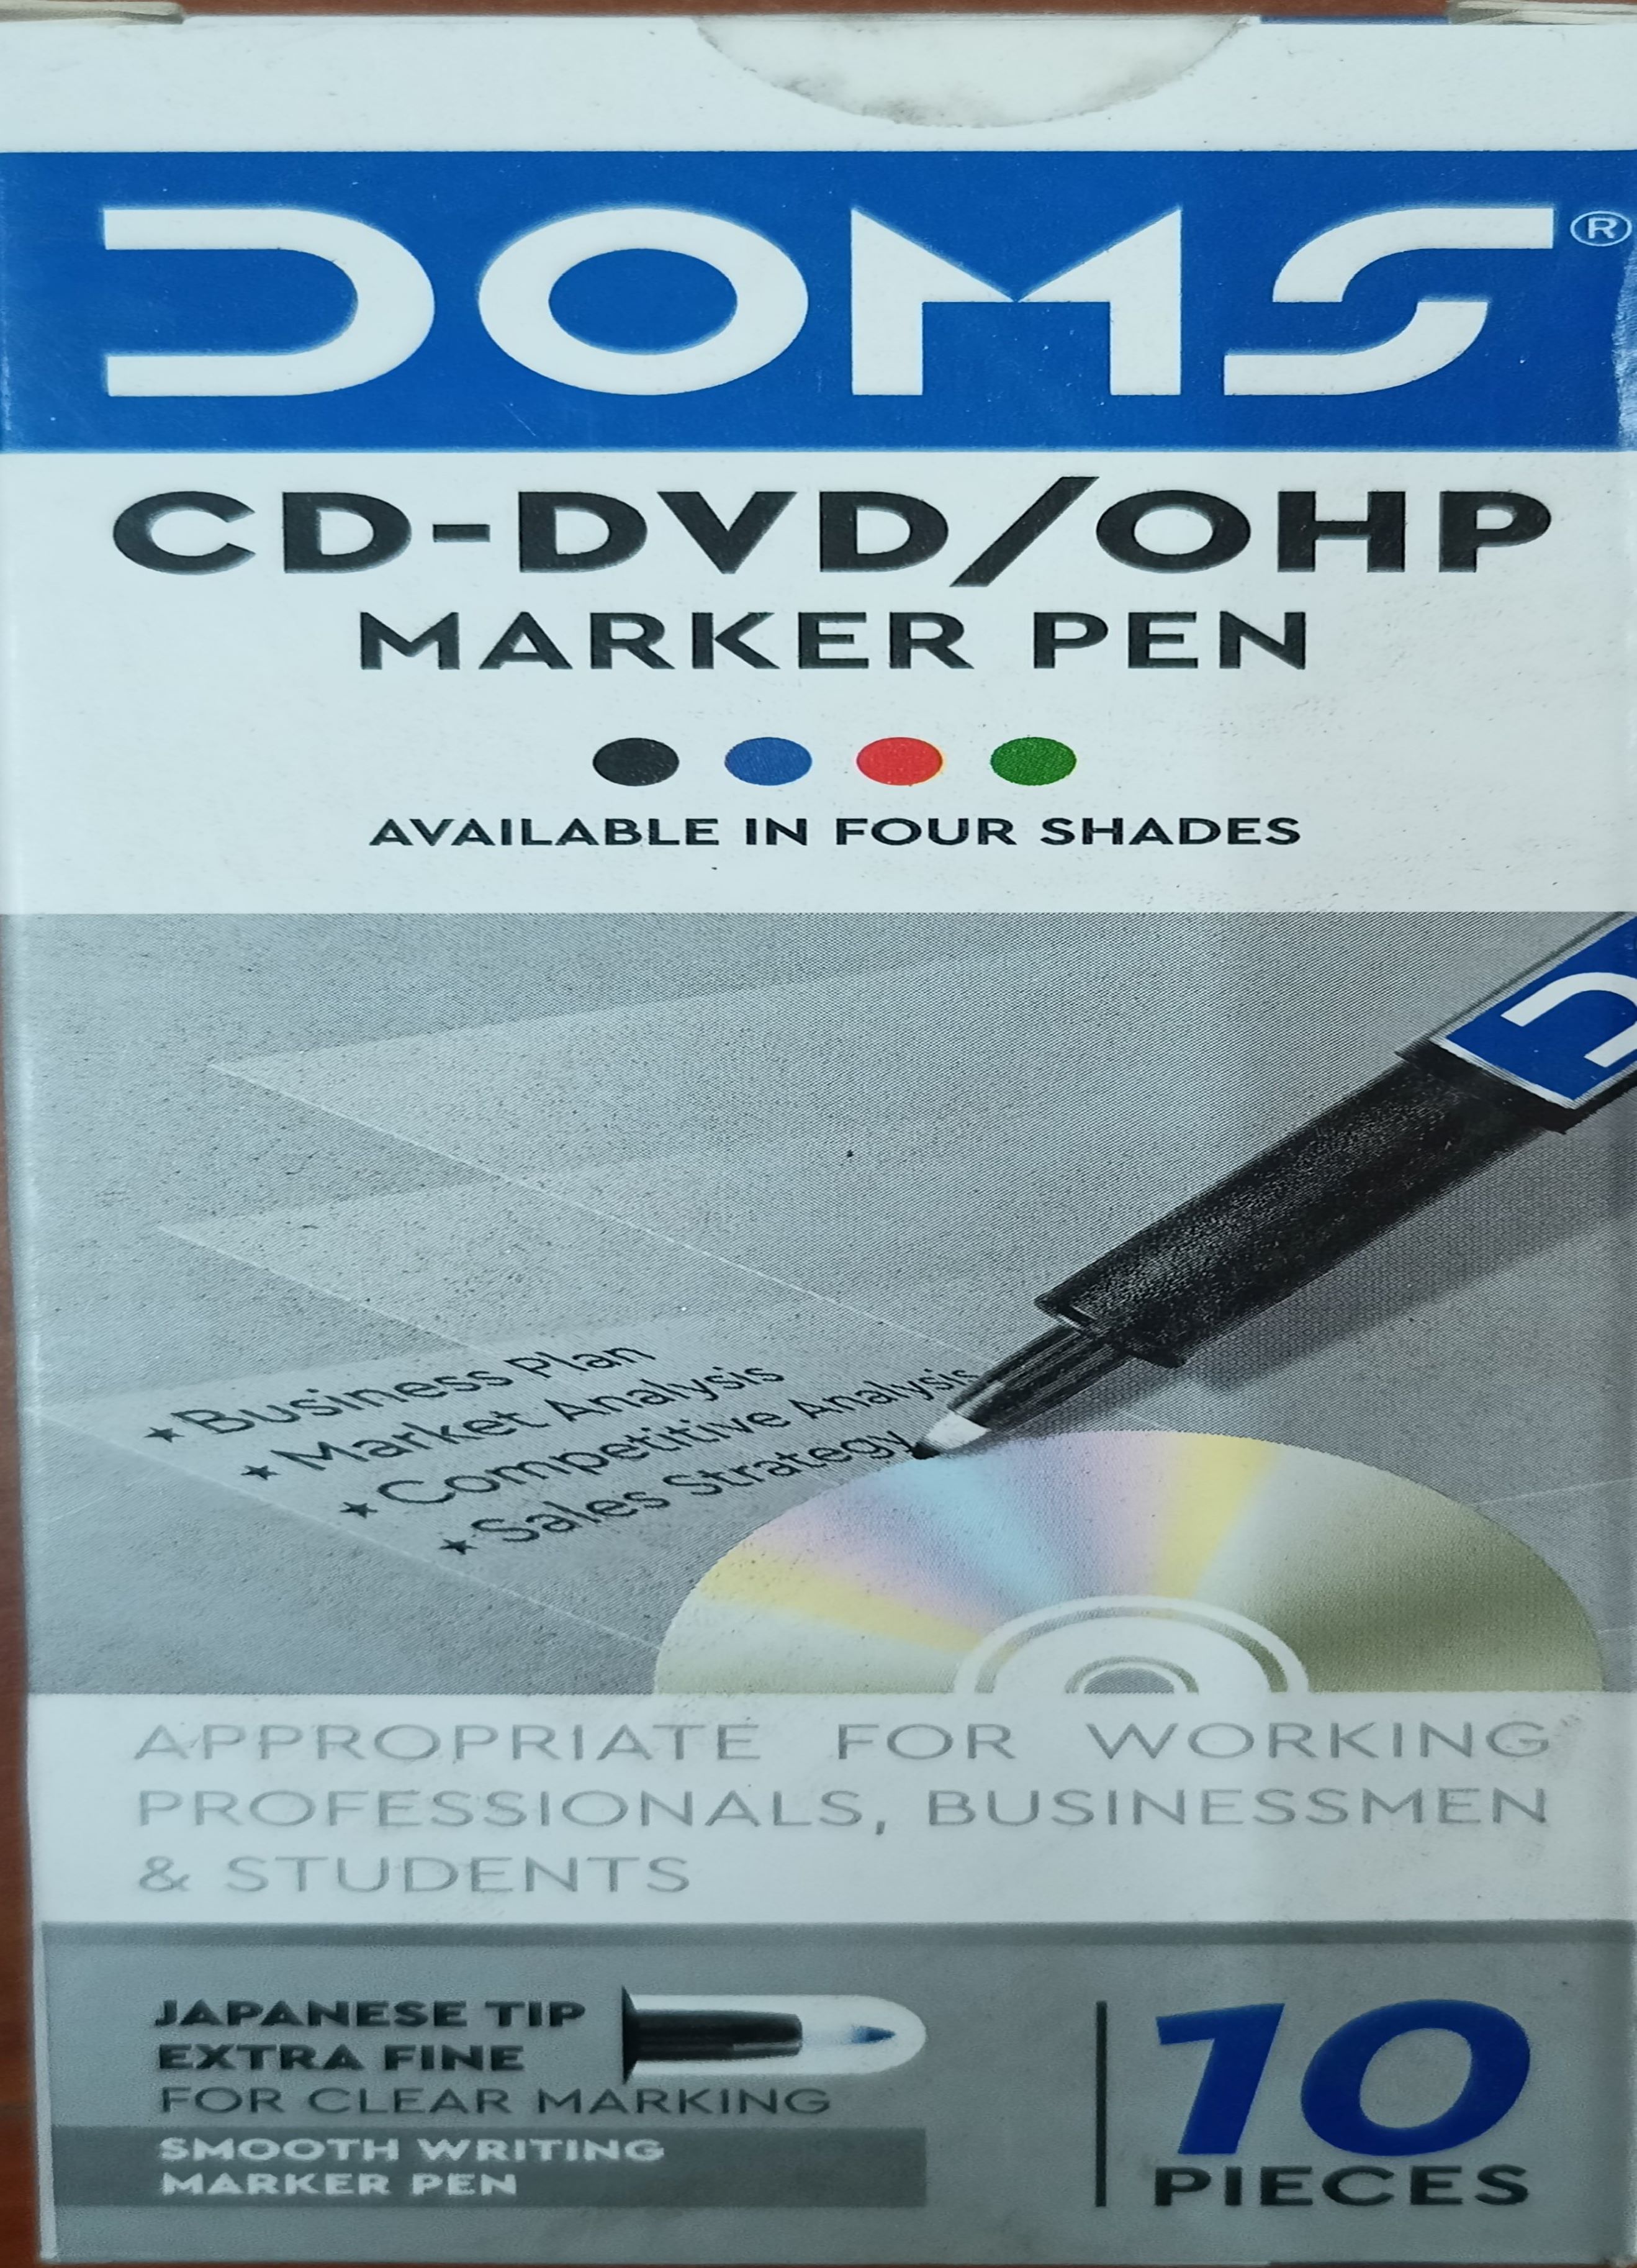 DOMS®
CD-DVD/OHP
MARKER PEN
AVAILABLE IN FOUR SHADES
D
★ Business Plan
★ Market Analysis
★ Competitive Analysis
★ Sales Strategy
APPROPRIATE FOR WORKING
PROFESSIONALS, BUSINESSMEN
& STUDENTS
JAPANESE TIP
EXTRA FINE
FOR CLEAR MARKING
SMOOTH WRITING
MARKER PEN
10
PIECES